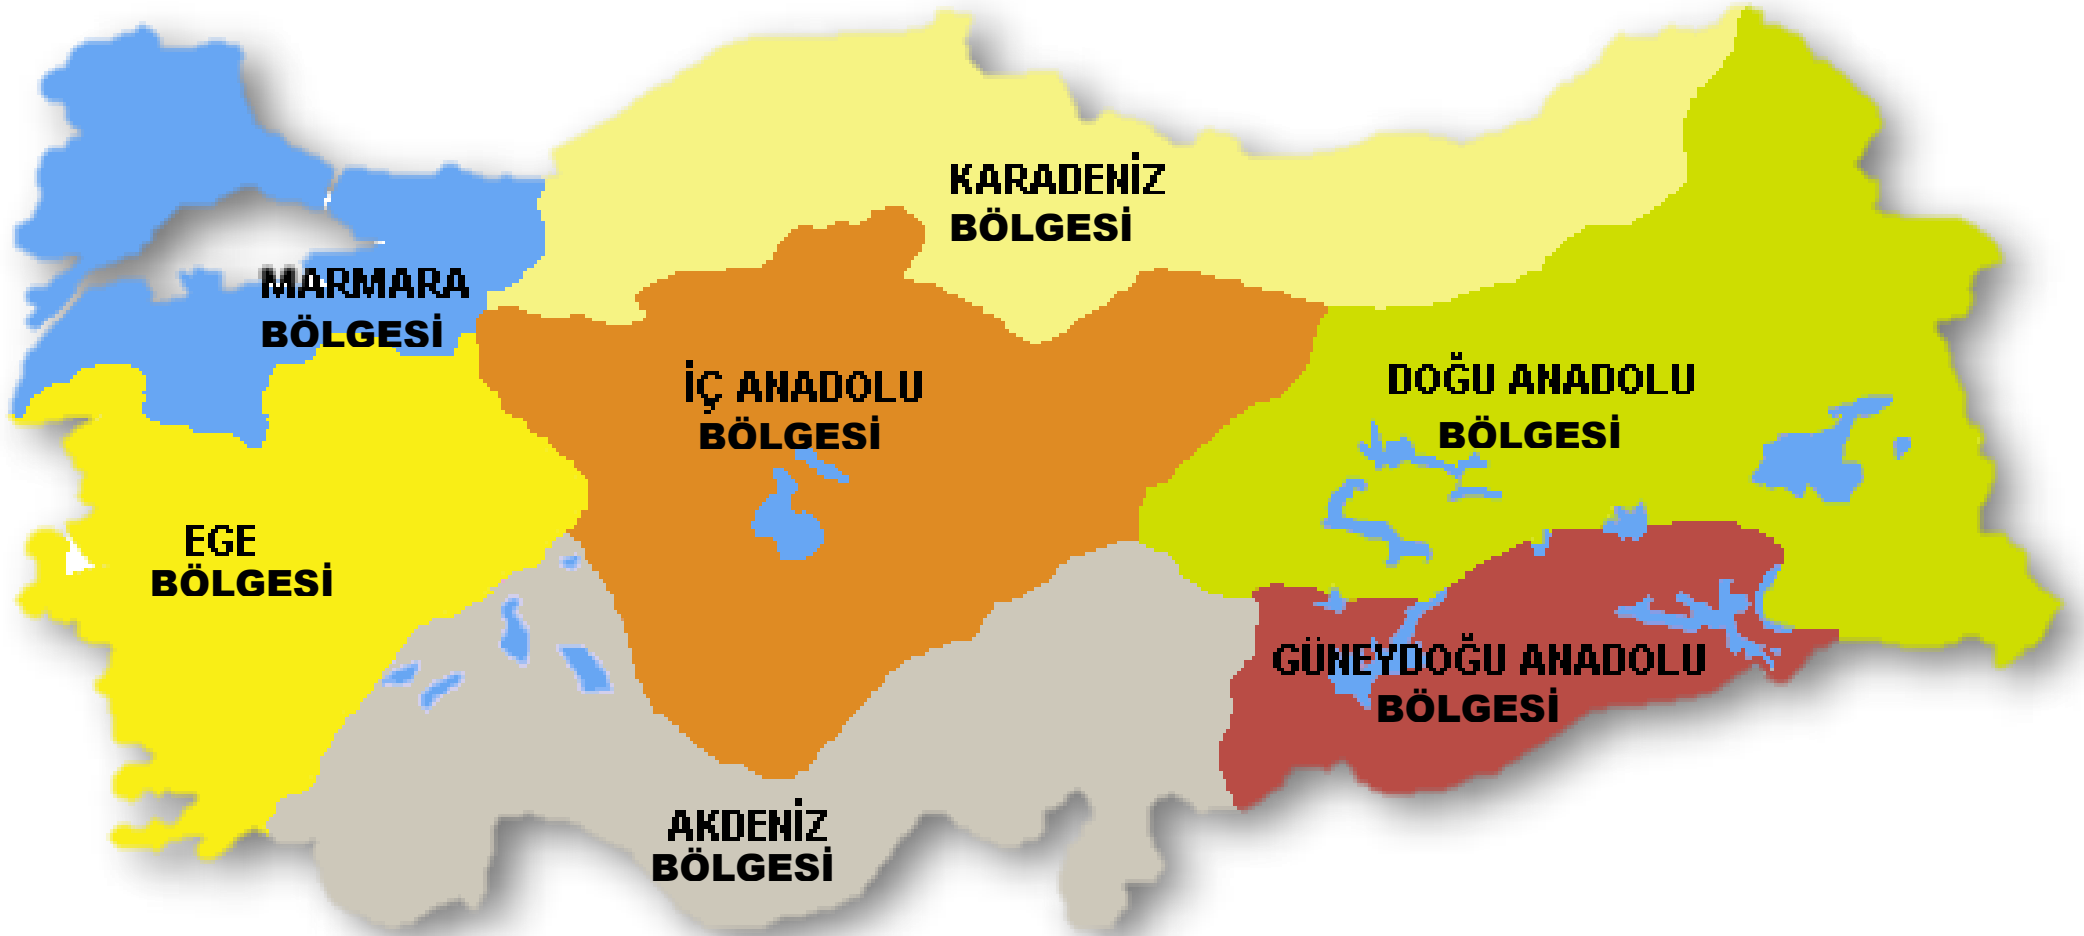 KARADENİZ
BÖLGESİ
MARMARA
BÖLGESİ
İÇ ANADOLU
BÖLGESİ
DOĞU ANADOLU
BÖLGESİ
EGE
BÖLGESİ
GÜNEYDOĞU ANADOLU
BÖLGESİ
AKDENİZ
BÖLGESİ